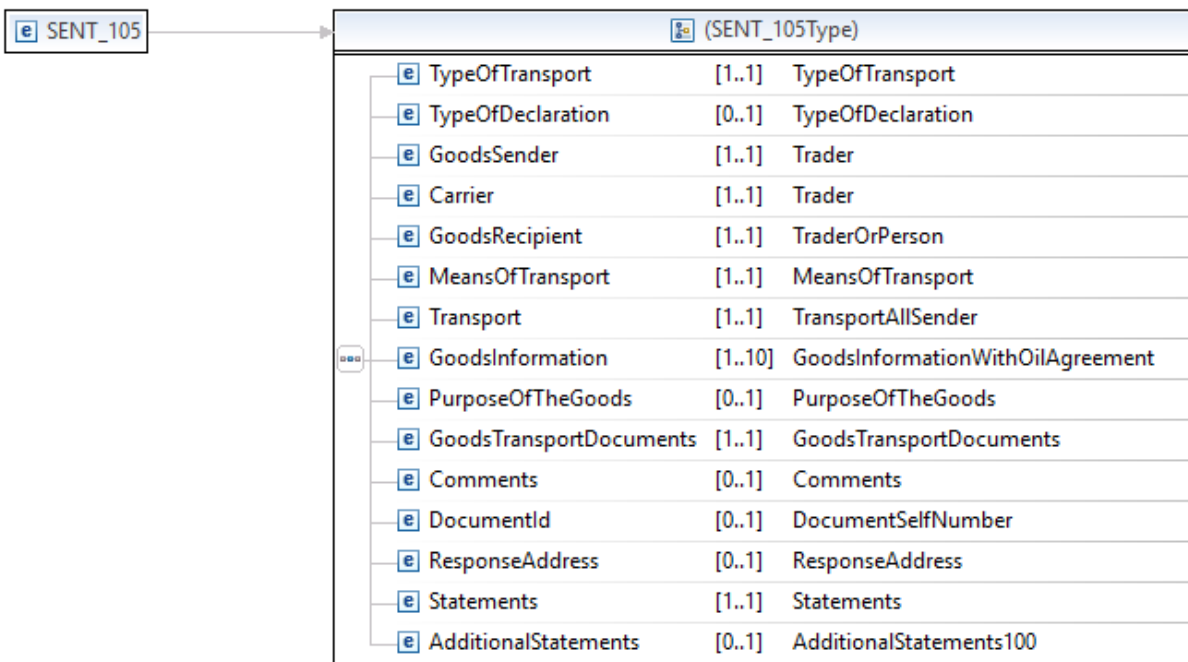 e SENT_105
(SENT_105Type)
e TypeOfTransport [1..1] TypeOfTransport
e TypeOfDeclaration [0..1] TypeOfDeclaration
e GoodsSender [1..1] Trader
e Carrier [1..1] Trader
e GoodsRecipient [1..1] TraderOrPerson
e MeansOfTransport [1..1] MeansOfTransport
e Transport [1..1] TransportAllSender
e GoodsInformation [1..10] GoodsInformationWithOilAgreement
e PurposeOfTheGoods [0..1] PurposeOfTheGoods
e GoodsTransportDocuments [1..1] GoodsTransportDocuments
e Comments [0..1] Comments
e DocumentId [0..1] DocumentSelfNumber
e ResponseAddress [0..1] ResponseAddress
e Statements [1..1] Statements
e AdditionalStatements [0..1] AdditionalStatements100